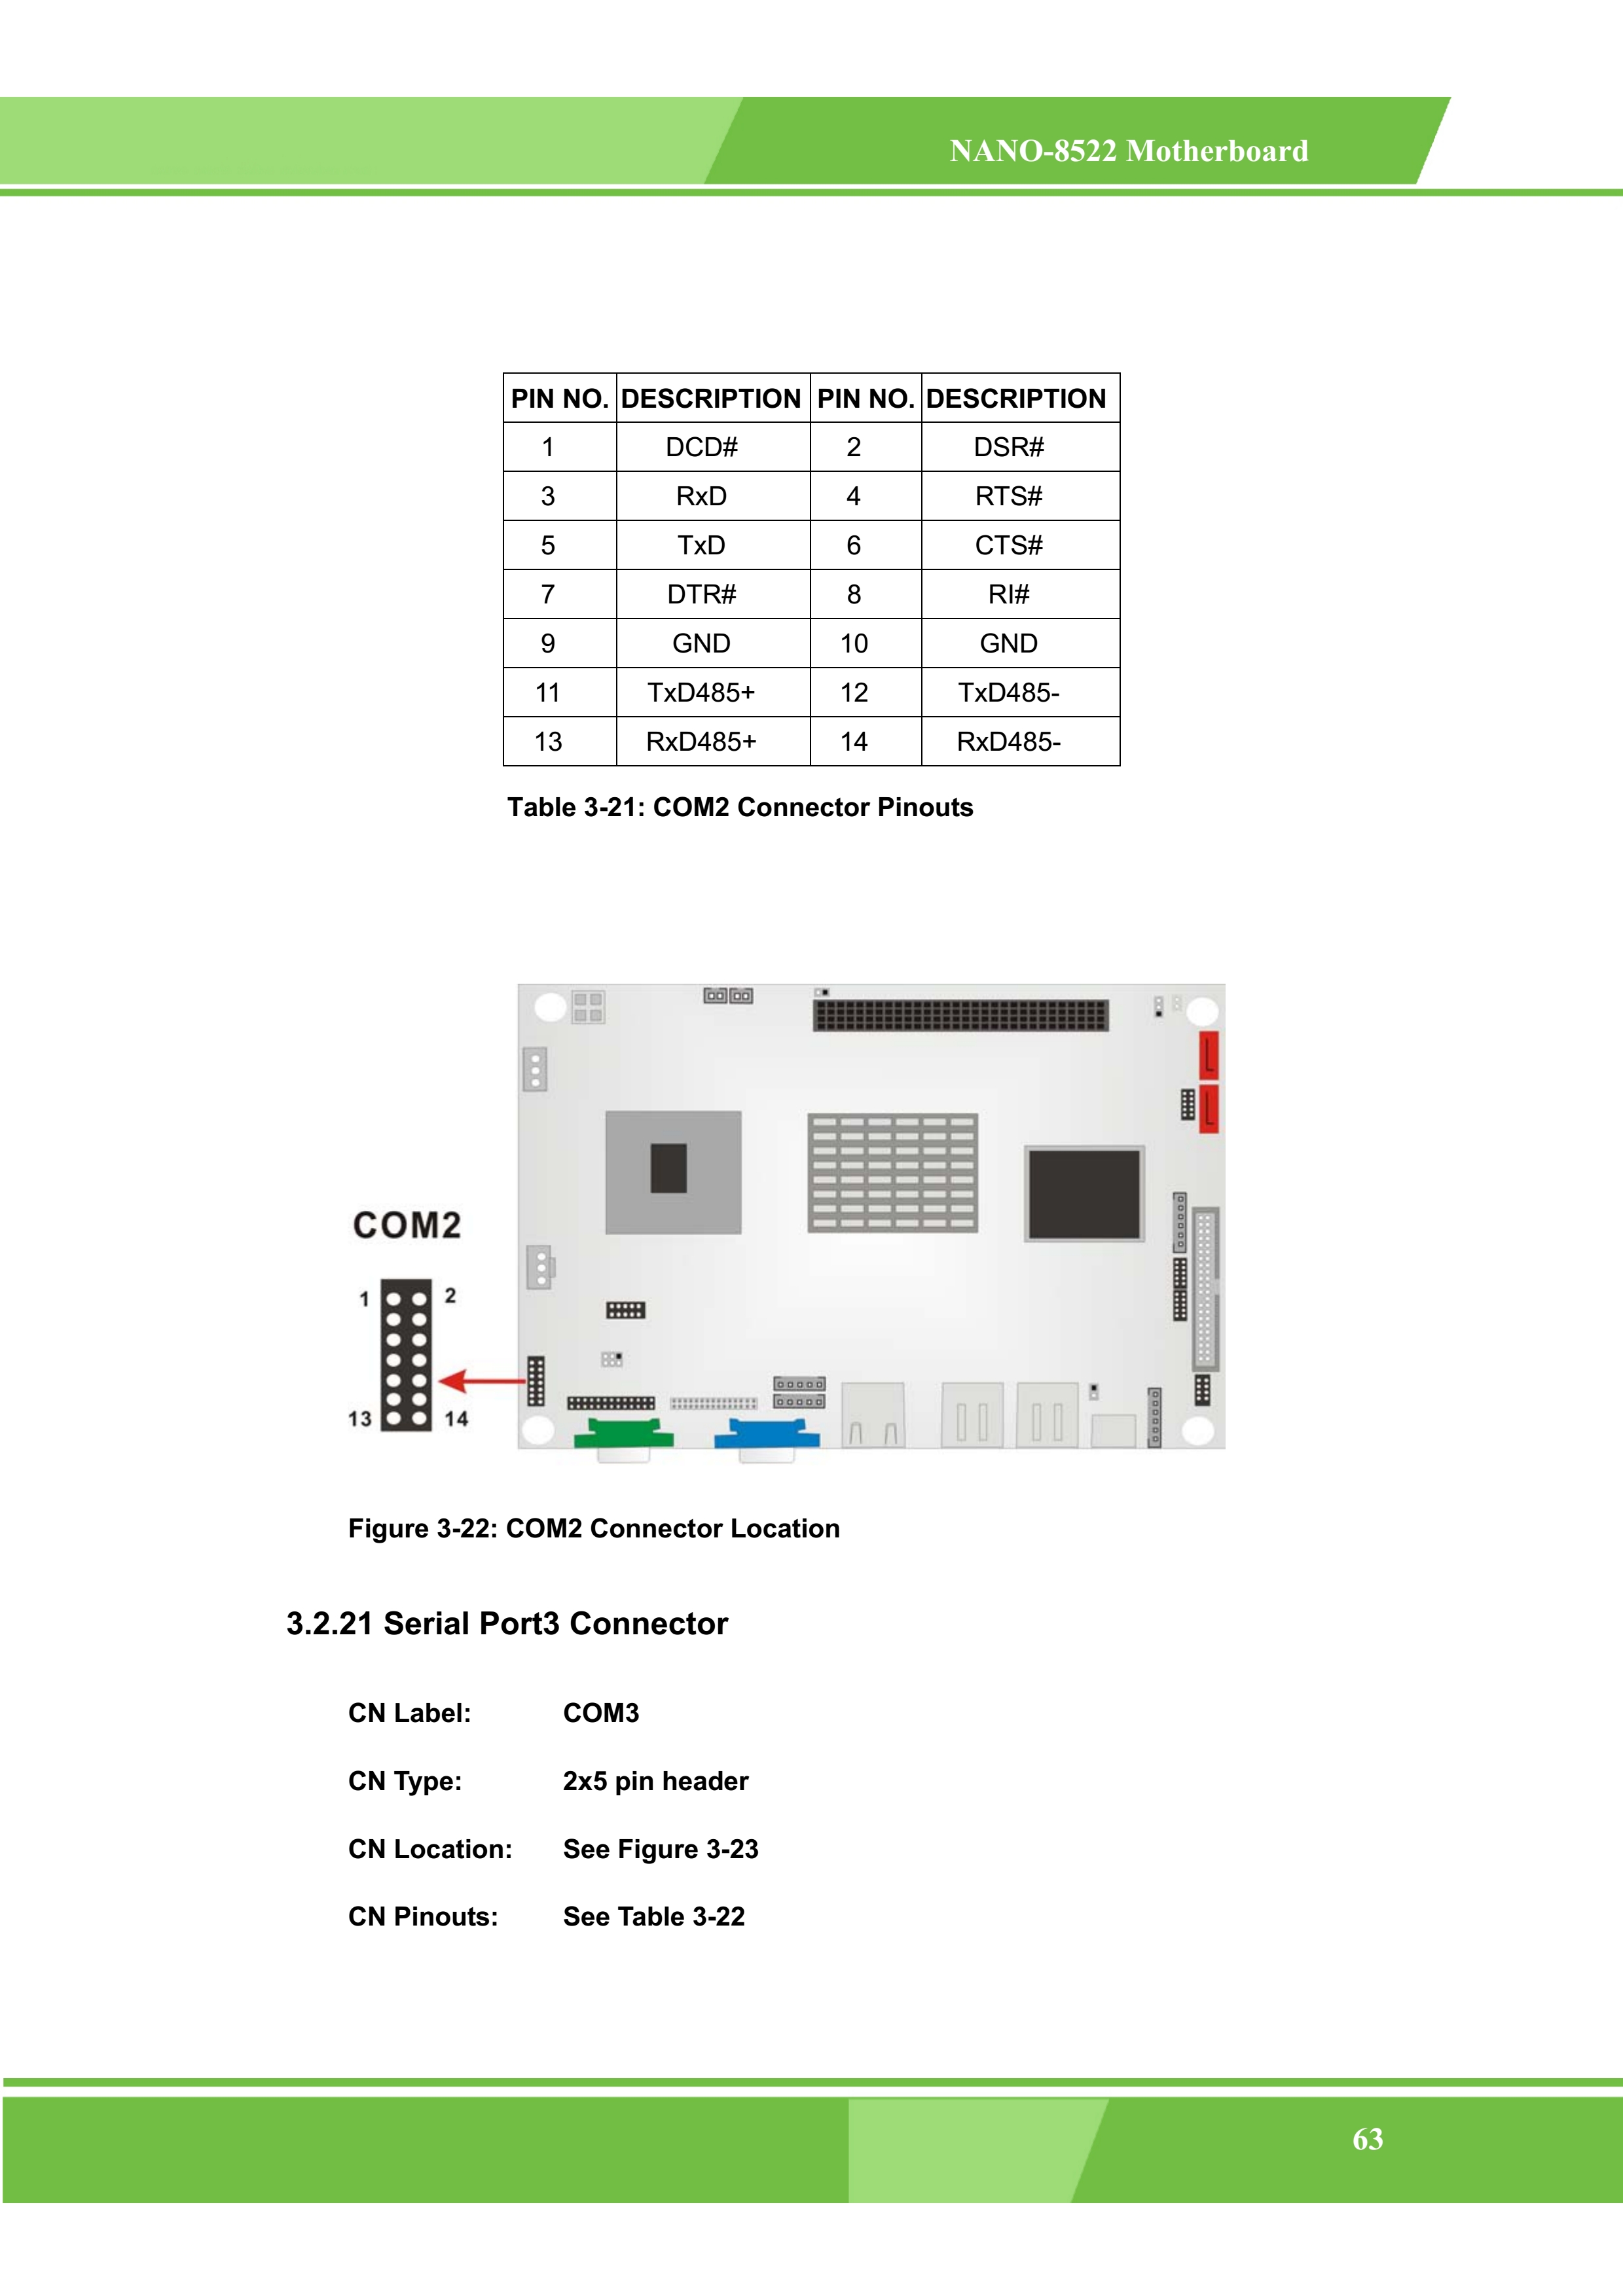 NANO-8522 Motherboard
PIN NO. DESCRIPTION PIN NO. DESCRIPTION
1 DCD# 2 DSR#
3 RxD 4 RTS#
5 TxD 6 CTS#
7 DTR# 8 RI#
9 GND 10 GND
11 TxD485+ 12 TxD485-
13 RxD485+ 14 RxD485-
Table 3-21: COM2 Connector Pinouts
COM2
1 2
13 14
Figure 3-22: COM2 Connector Location
3.2.21 Serial Port3 Connector
CN Label: COM3
CN Type: 2x5 pin header
CN Location: See Figure 3-23
CN Pinouts: See Table 3-22
63